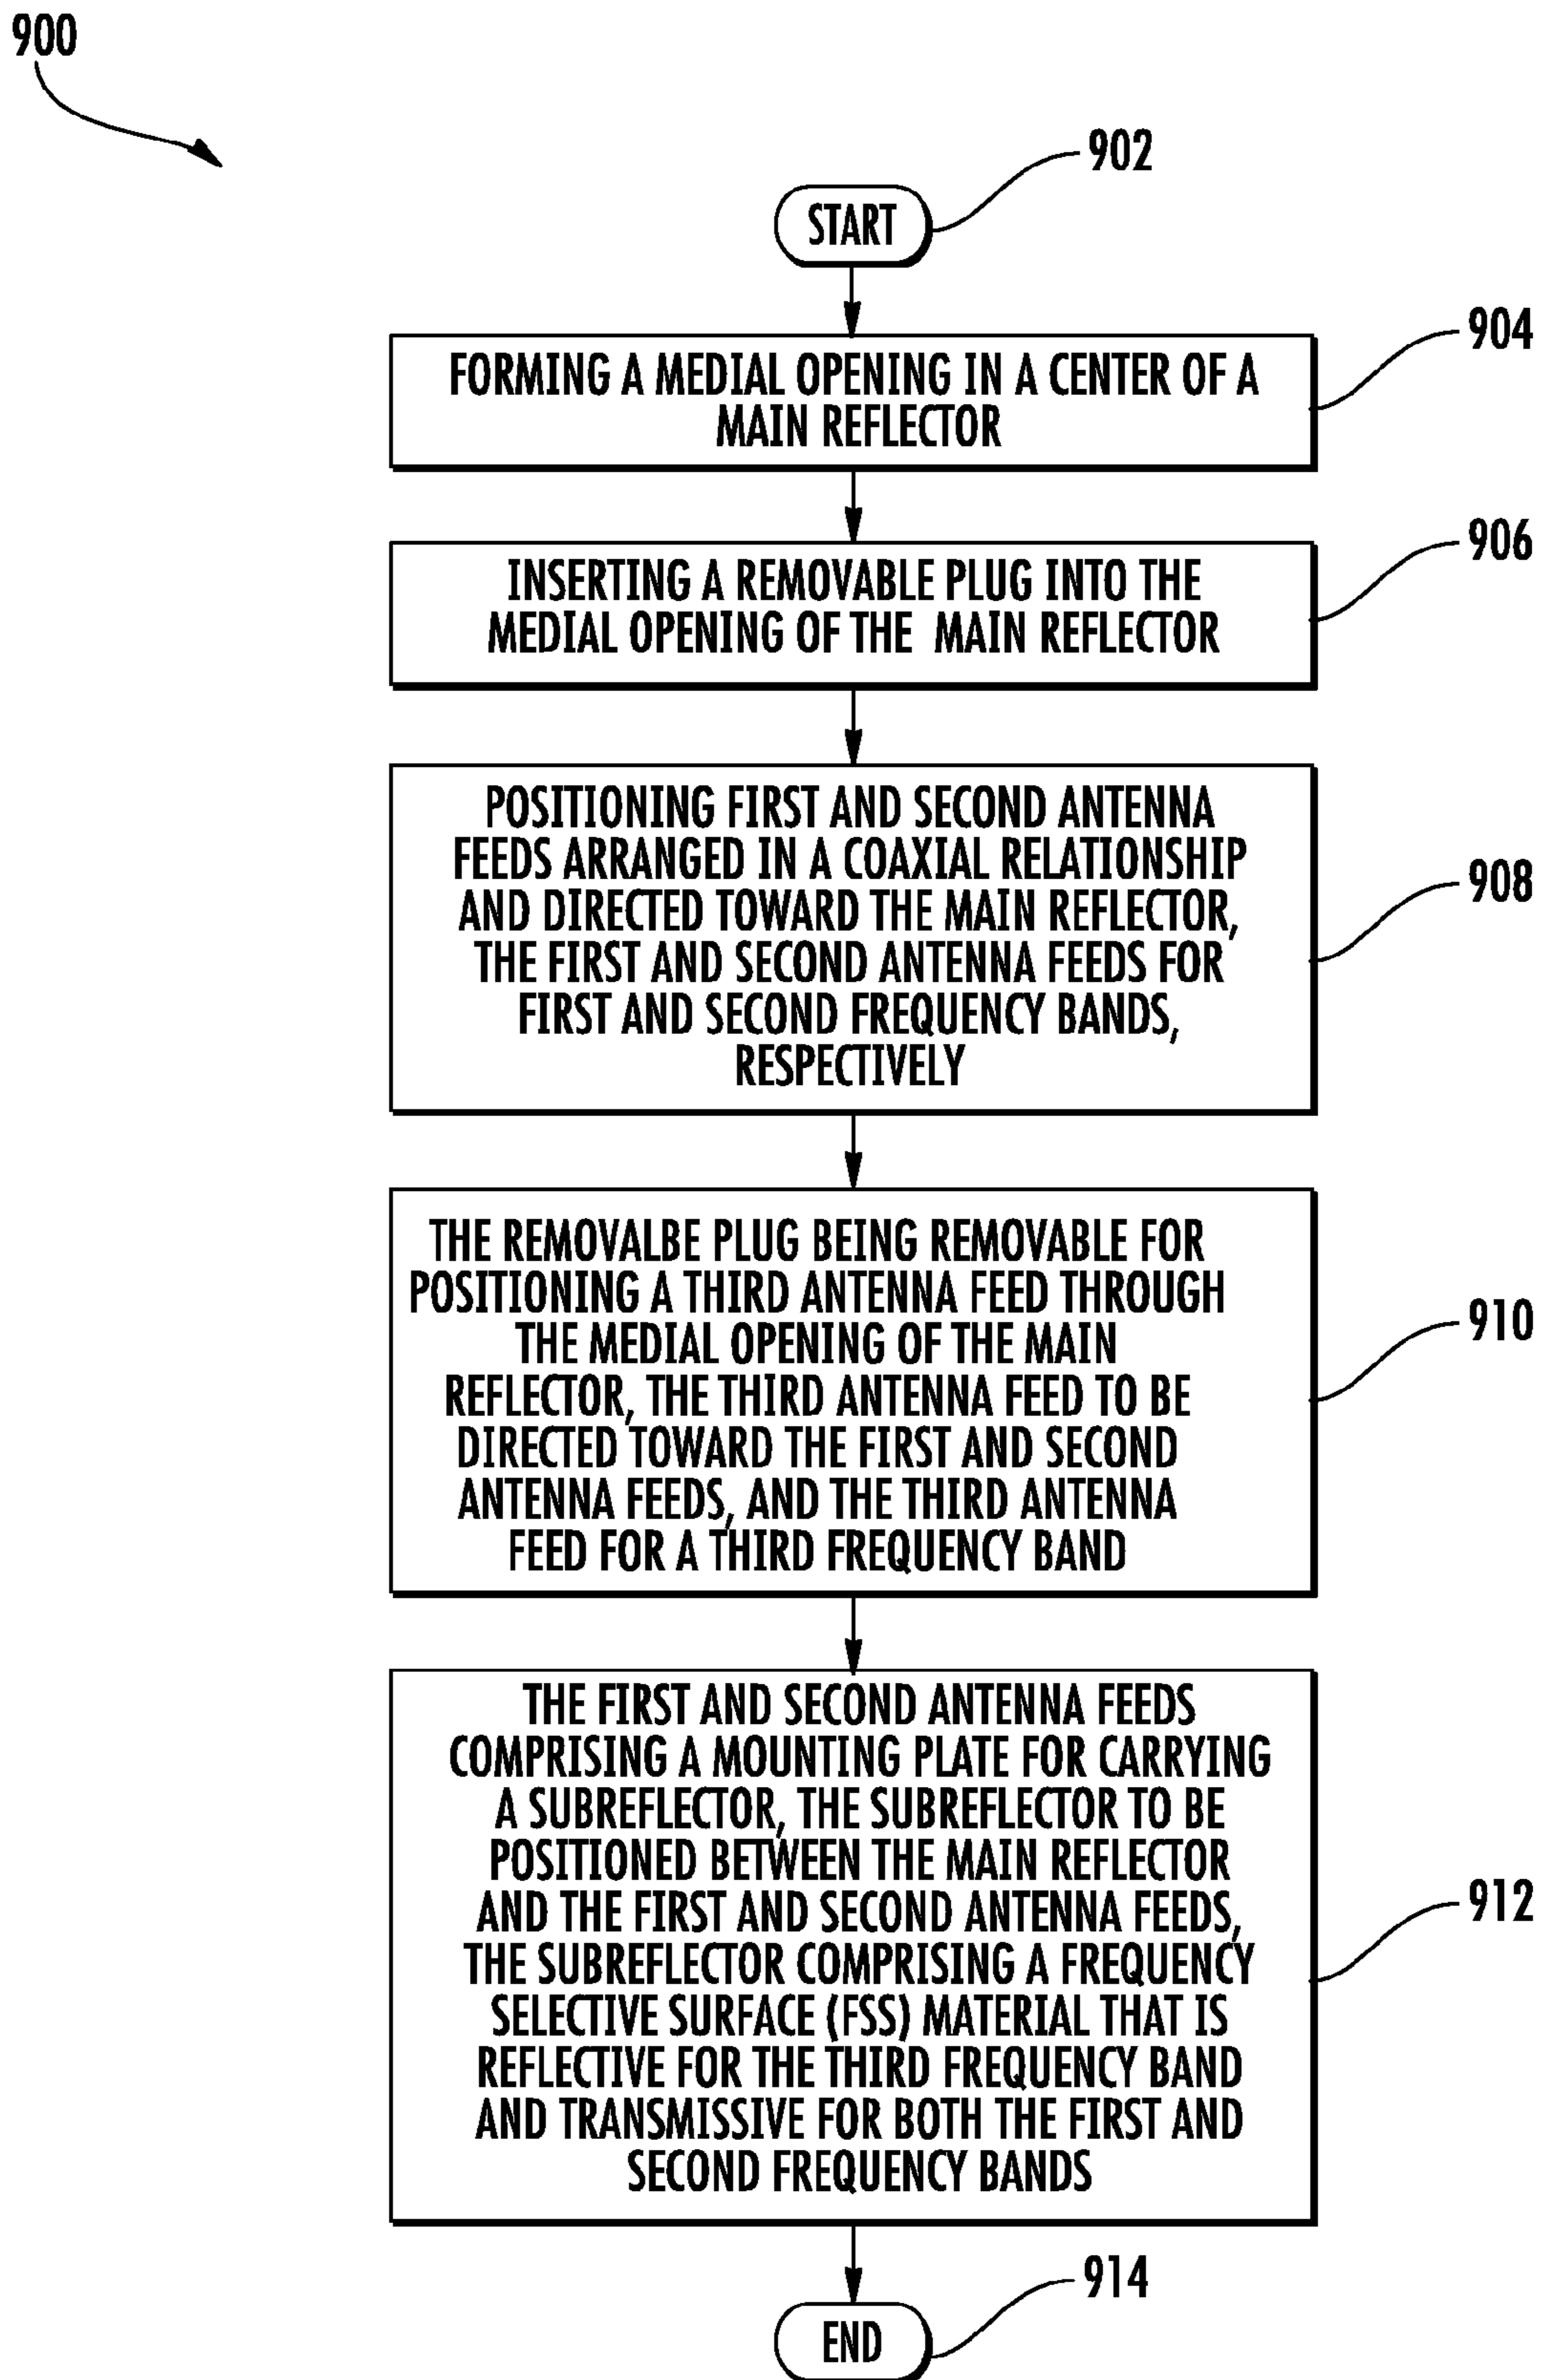 900
902
START
904
FORMING A MEDIAL OPENING IN A CENTER OF A
MAIN REFLECTOR
906
INSERTING A REMOVABLE PLUG INTO THE
MEDIAL OPENING OF THE MAIN REFLECTOR
908
POSITIONING FIRST AND SECOND ANTENNA
FEEDS ARRANGED IN A COAXIAL RELATIONSHIP
AND DIRECTED TOWARD THE MAIN REFLECTOR,
THE FIRST AND SECOND ANTENNA FEEDS FOR
FIRST AND SECOND FREQUENCY BANDS,
RESPECTIVELY
910
THE REMOVALBE PLUG BEING REMOVABLE FOR
POSITIONING A THIRD ANTENNA FEED THROUGH
THE MEDIAL OPENING OF THE MAIN
REFLECTOR, THE THIRD ANTENNA FEED TO BE
DIRECTED TOWARD THE FIRST AND SECOND
ANTENNA FEEDS, AND THE THIRD ANTENNA
FEED FOR A THIRD FREQUENCY BAND
912
THE FIRST AND SECOND ANTENNA FEEDS
COMPRISING A MOUNTING PLATE FOR CARRYING
A SUBREFLECTOR, THE SUBREFLECTOR TO BE
POSITIONED BETWEEN THE MAIN REFLECTOR
AND THE FIRST AND SECOND ANTENNA FEEDS,
THE SUBREFLECTOR COMPRISING A FREQUENCY
SELECTIVE SURFACE (FSS) MATERIAL THAT IS
REFLECTIVE FOR THE THIRD FREQUENCY BAND
AND TRANSMISSIVE FOR BOTH THE FIRST AND
SECOND FREQUENCY BANDS
914
END